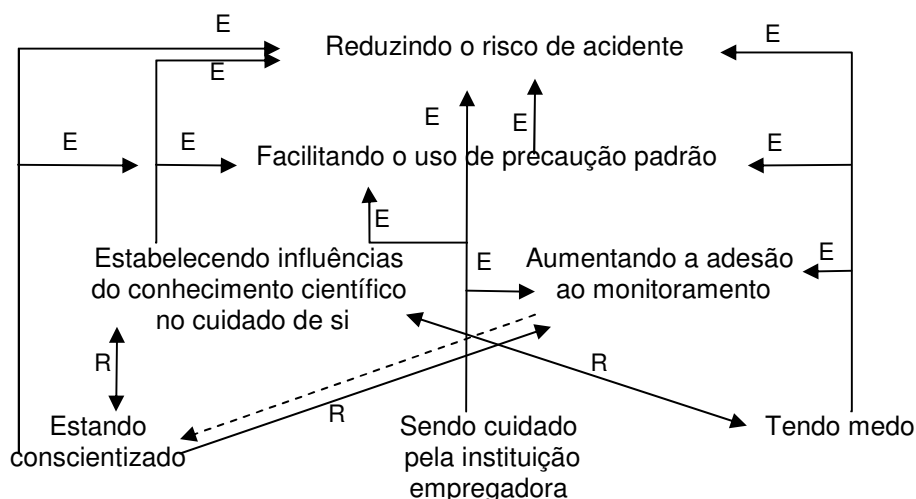 E
Reduzindo o risco de acidente
E
E
E
E
E
E
Facilitando o uso de precaução padrão
E
E
Estabelecendo influências
do conhecimento científico
no cuidado de si
E
Aumentando a adesão
ao monitoramento
E
R
R
R
Estando
conscientizado
Sendo cuidado
pela instituição
empregadora
Tendo medo